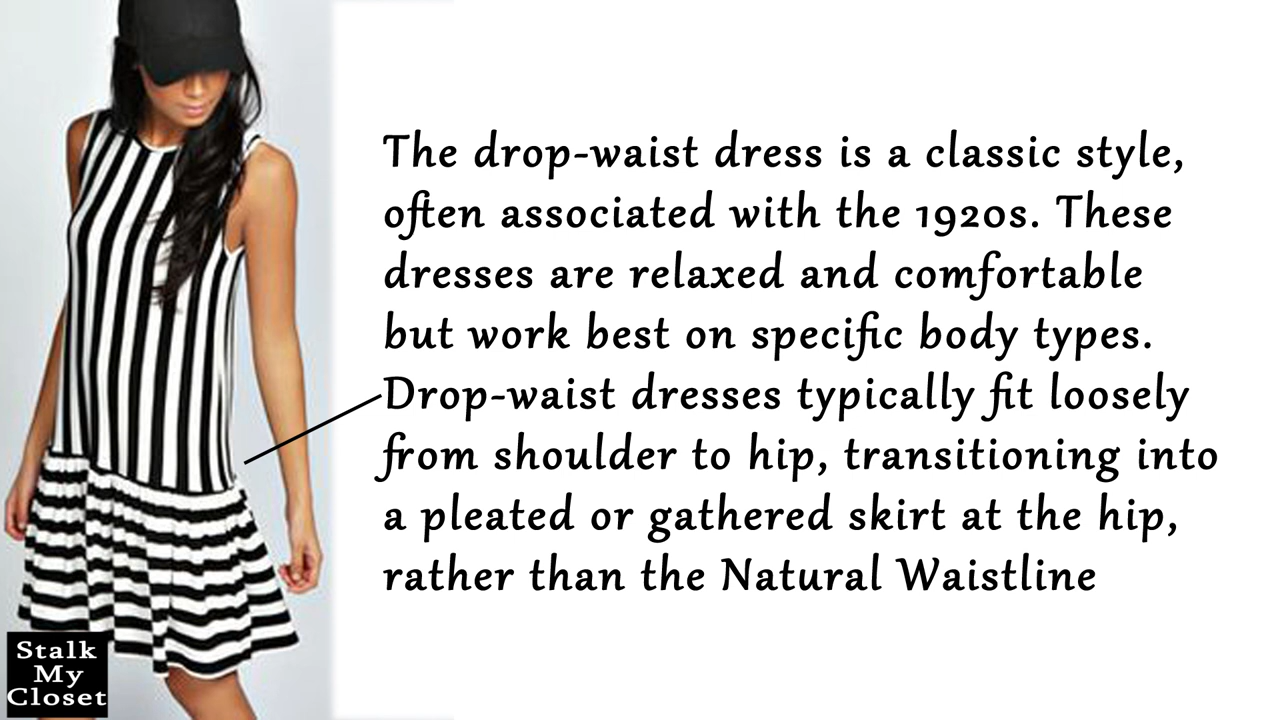 The drop-waist dress is a classic style,
often associated with the 1920s. These
dresses are relaxed and comfortable
but work best on specific body types.
Drop-waist dresses typically fit loosely
from shoulder to hip, transitioning into
a pleated or gathered skirt at the hip,
rather than the Natural Waistline
Stalk
My
Closet